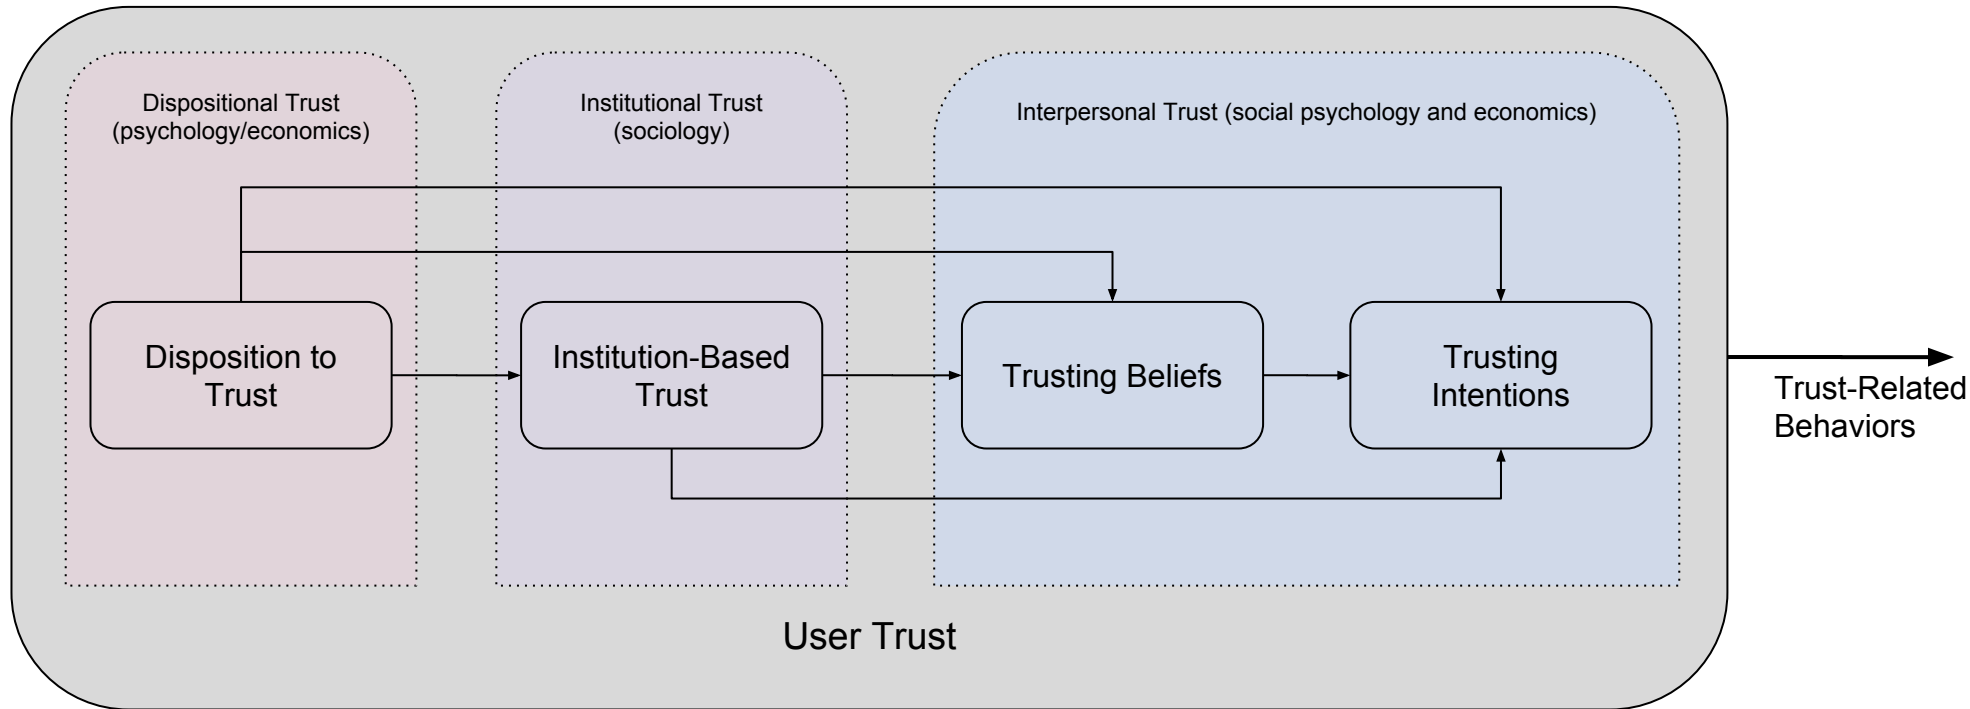 Dispositional Trust
(psychology/economics)
Institutional Trust
(sociology)
Interpersonal Trust (social psychology and economics)
Disposition to
Trust
Institution-Based
Trust
Trusting Beliefs
Trusting
Intentions
Trust-Related
Behaviors
User Trust